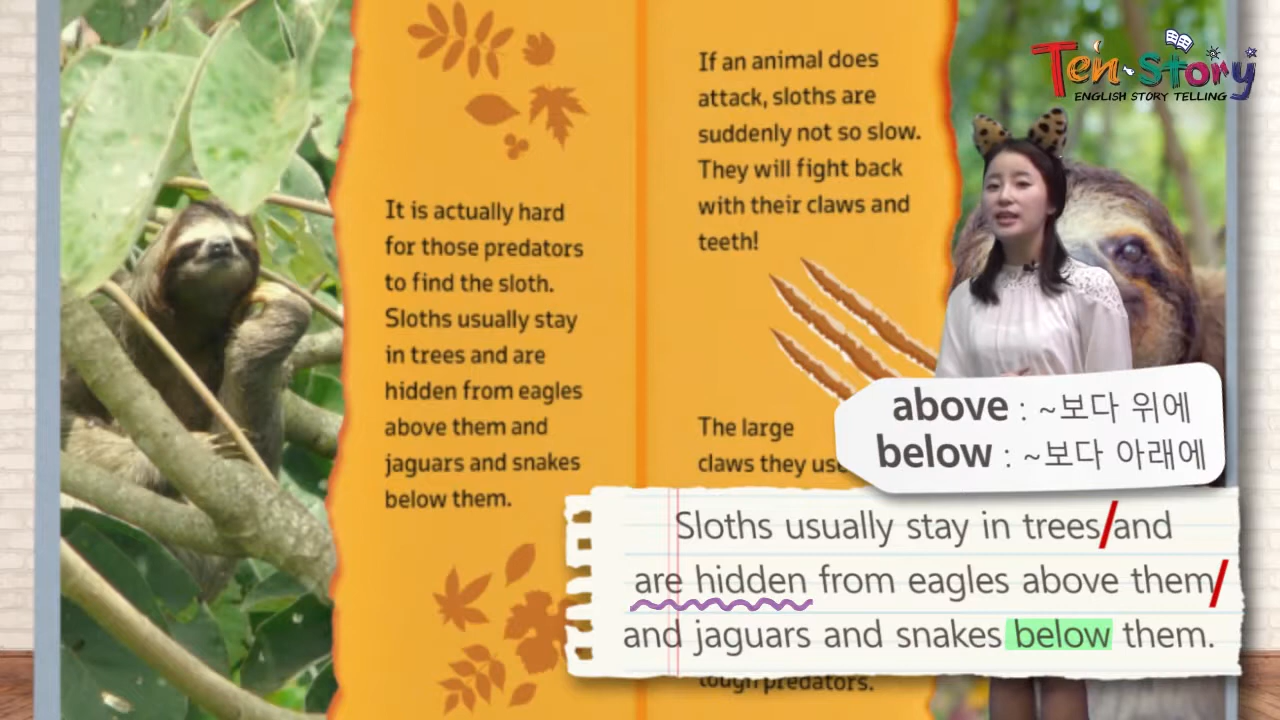 Ten Story
ENGLISH STORY TELLING
It is actually hard
for those predators
to find the sloth.
Sloths usually stay
in trees and are
hidden from eagles
above them and
jaguars and snakes
below them.
If an animal does
attack, sloths are
suddenly not so slow.
They will fight back
with their claws and
teeth!
The large
claws they use
above : ~보다 위에
below : ~보다 아래에
Sloths usually stay in trees/and
are hidden from eagles above them/
and jaguars and snakes below them.
tough predators.